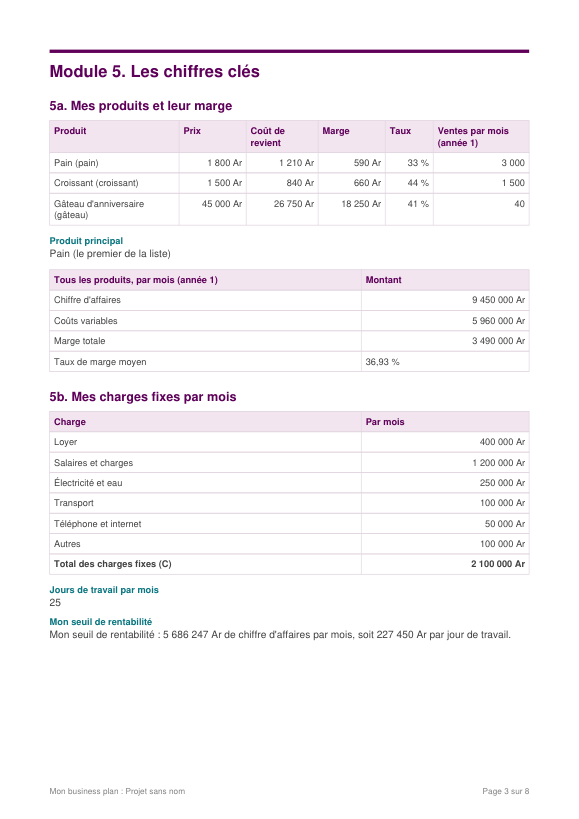 Module 5. Les chiffres clés
5a. Mes produits et leur marge
Produit Prix Coût de revient Marge Taux Ventes par mois (année 1)
Pain (pain) 1 800 Ar 1 210 Ar 590 Ar 33 % 3 000
Croissant (croissant) 1 500 Ar 840 Ar 660 Ar 44 % 1 500
Gâteau d'anniversaire (gâteau) 45 000 Ar 26 750 Ar 18 250 Ar 41 % 40
Produit principal
Pain (le premier de la liste)
Tous les produits, par mois (année 1) Montant
Chiffre d'affaires 9 450 000 Ar
Coûts variables 5 960 000 Ar
Marge totale 3 490 000 Ar
Taux de marge moyen 36,93 %
5b. Mes charges fixes par mois
Charge Par mois
Loyer 400 000 Ar
Salaires et charges 1 200 000 Ar
Électricité et eau 250 000 Ar
Transport 100 000 Ar
Téléphone et internet 50 000 Ar
Autres 100 000 Ar
Total des charges fixes (C) 2 100 000 Ar
Jours de travail par mois
25
Mon seuil de rentabilité
Mon seuil de rentabilité : 5 686 247 Ar de chiffre d'affaires par mois, soit 227 450 Ar par jour de travail.
Mon business plan : Projet sans nom Page 3 sur 8